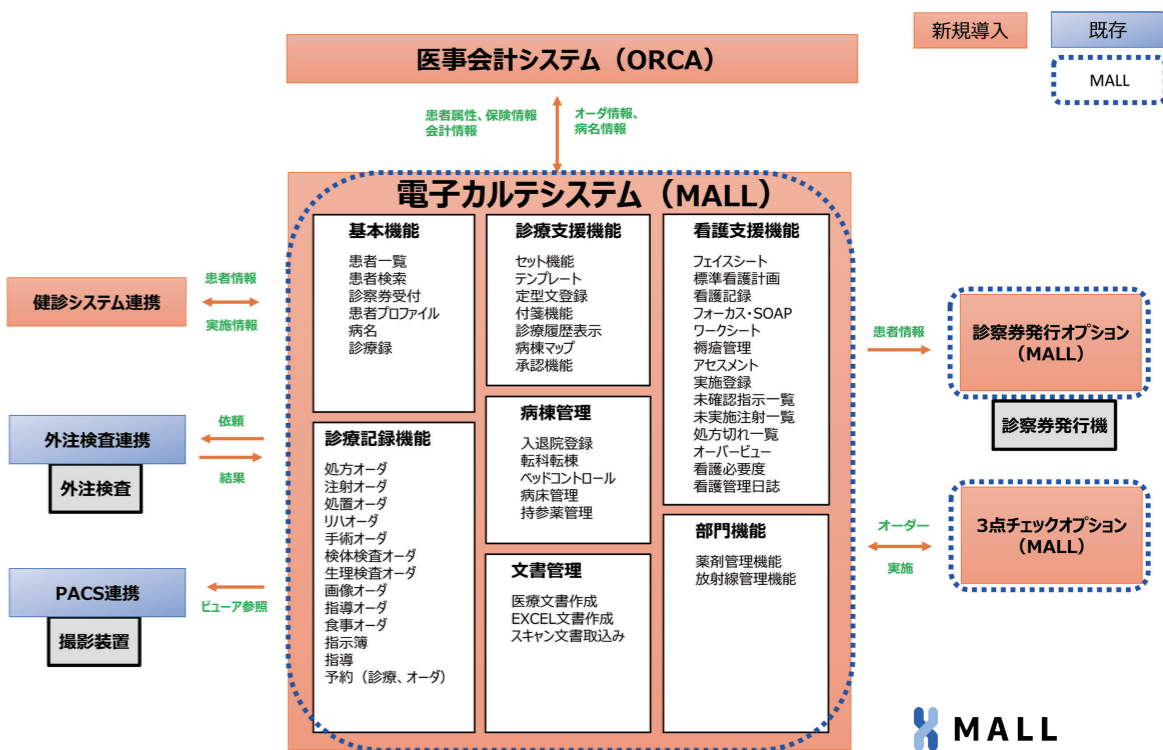 新規導入
既存
MALL
医事会計システム（ORCA）
患者属性、保険情報
会計情報
オーダ情報、
病名情報
電子カルテシステム（MALL）
基本機能
患者一覧
患者検索
診察券受付
患者プロファイル
病名
診療録
診療支援機能
セット機能
テンプレート
定型文登録
付箋機能
診療履歴表示
病棟マップ
承認機能
看護支援機能
フェイスシート
標準看護計画
看護記録
フォーカス・SOAP
ワークシート
褥瘡管理
アセスメント
実施登録
未確認指示一覧
未実施注射一覧
処方切れ一覧
オーバービュー
看護必要度
看護管理日誌
診療記録機能
処方オーダ
注射オーダ
処置オーダ
リハオーダ
手術オーダ
検体検査オーダ
生理検査オーダ
画像オーダ
指導オーダ
食事オーダ
指示簿
指導
予約（診療、オーダ）
病棟管理
入退院登録
転科転棟
ベッドコントロール
病床管理
持参薬管理
文書管理
医療文書作成
EXCEL文書作成
スキャン文書取込み
部門機能
薬剤管理機能
放射線管理機能
健診システム連携
患者情報
実施情報
外注検査連携
外注検査
依頼
結果
PACS連携
撮影装置
ビューア参照
患者情報
診察券発行オプション
（MALL）
診察券発行機
オーダー
実施
3点チェックオプション
（MALL）
MALL